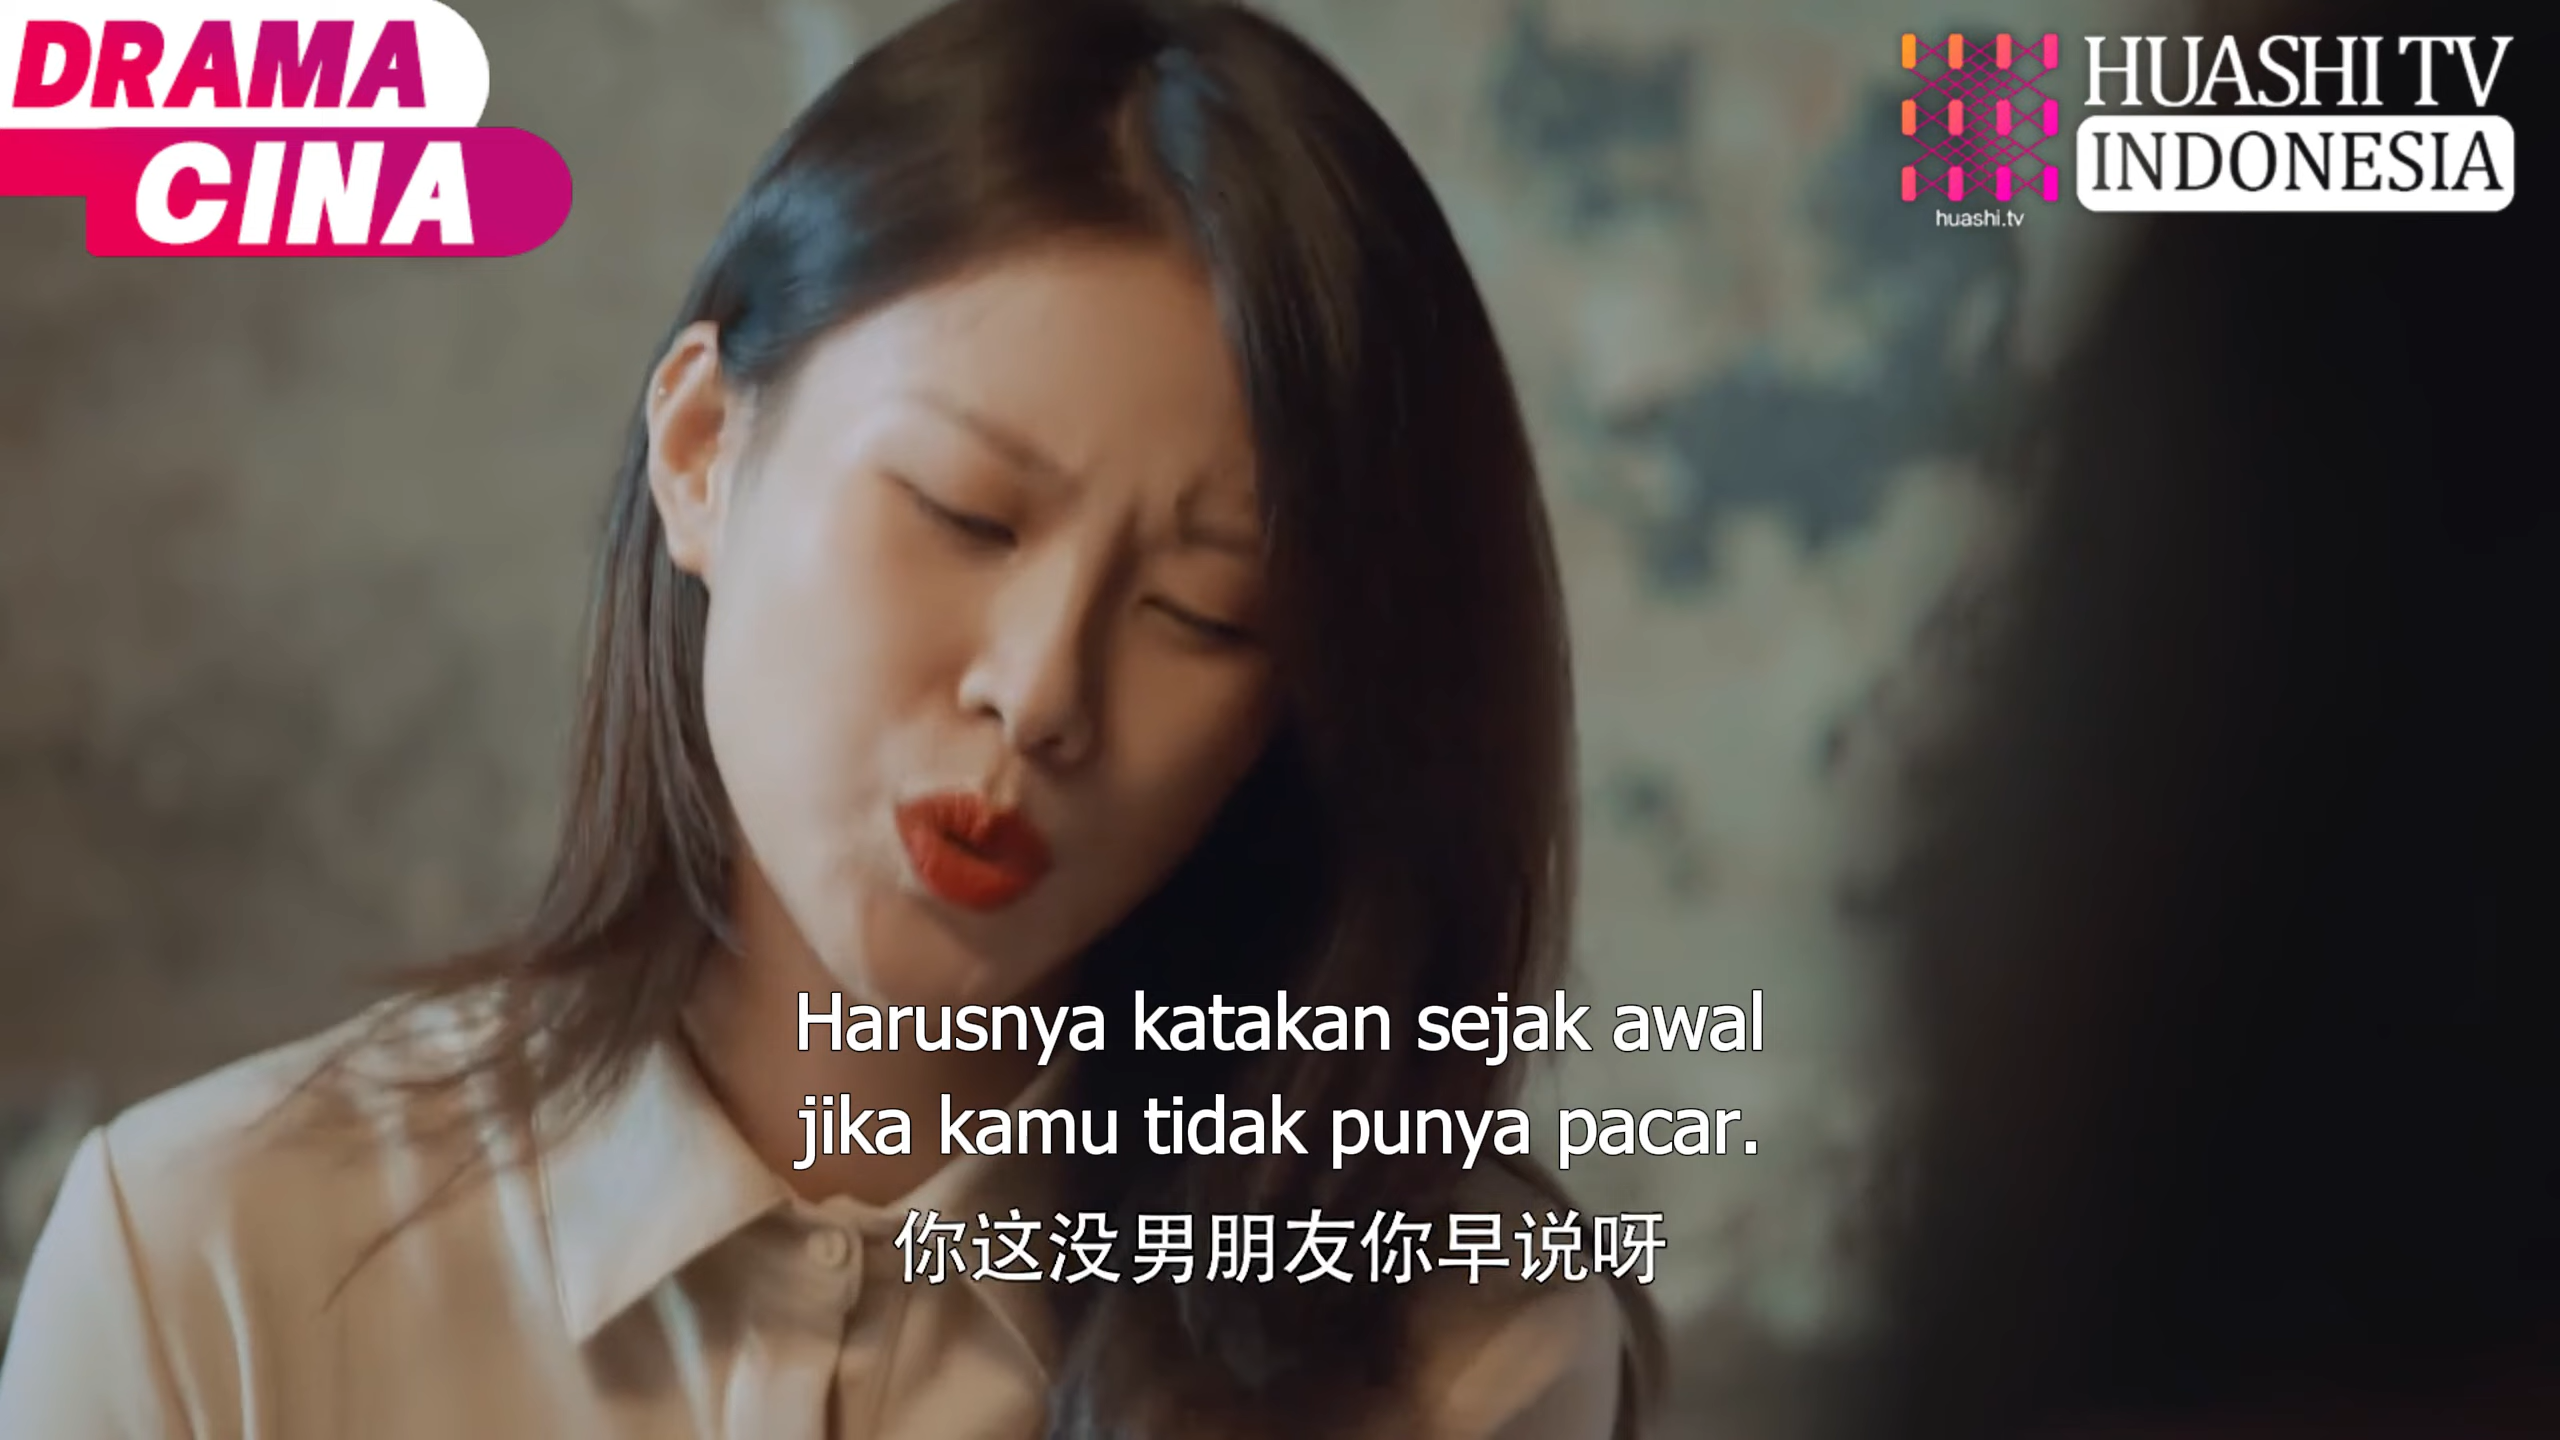 DRAMA
CINA
HUASHI TV
INDONESIA
huashi.tv
Harusnya katakan sejak awal
jika kamu tidak punya pacar.
你这没男朋友你早说呀